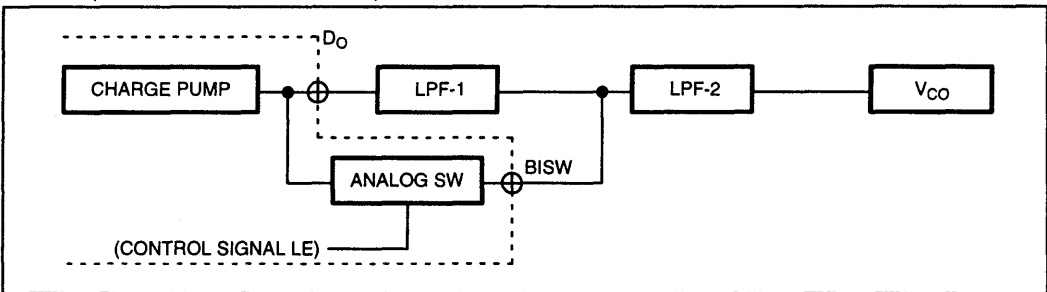 DO
CHARGE PUMP
LPF-1
LPF-2
VCO
ANALOG SW
BISW
(CONTROL SIGNAL LE)